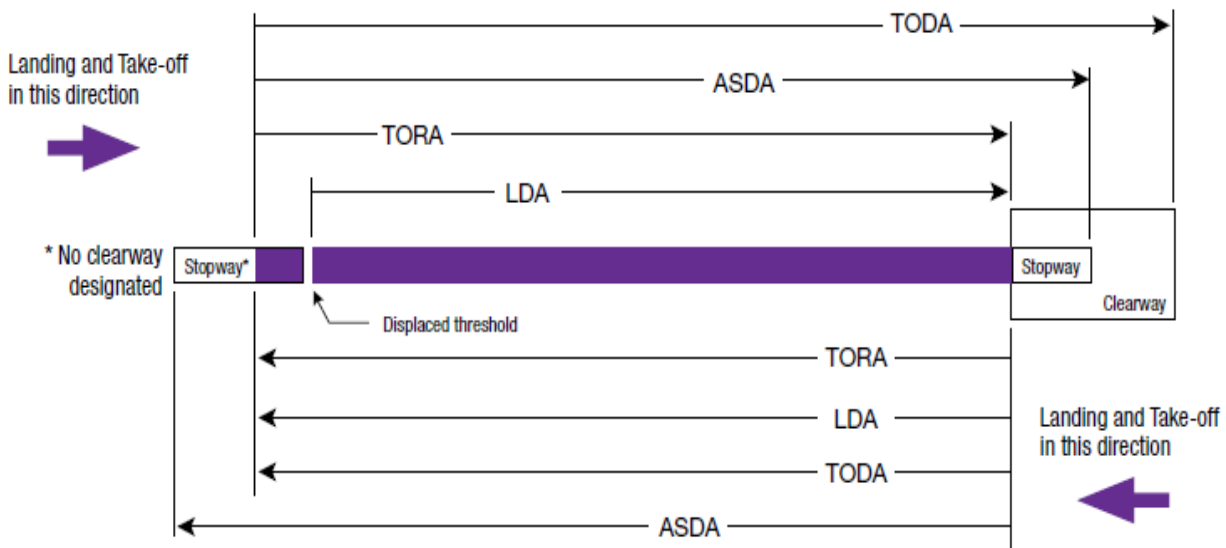 TODA
Landing and Take-off
in this direction
ASDA
TORA
LDA
* No clearway
designated
Stopway*
Stopway
Clearway
Displaced threshold
TORA
LDA
Landing and Take-off
in this direction
TODA
ASDA